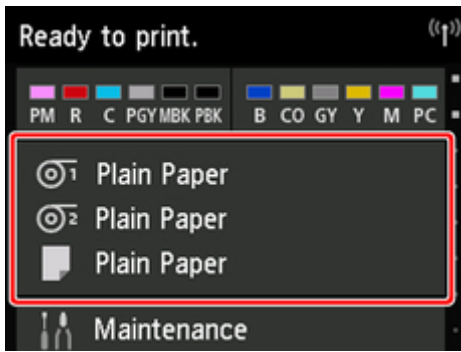 Ready to print.
PM R C PGY MBK PBK B CO GY Y M PC
1 Plain Paper
2 Plain Paper
Plain Paper
Maintenance